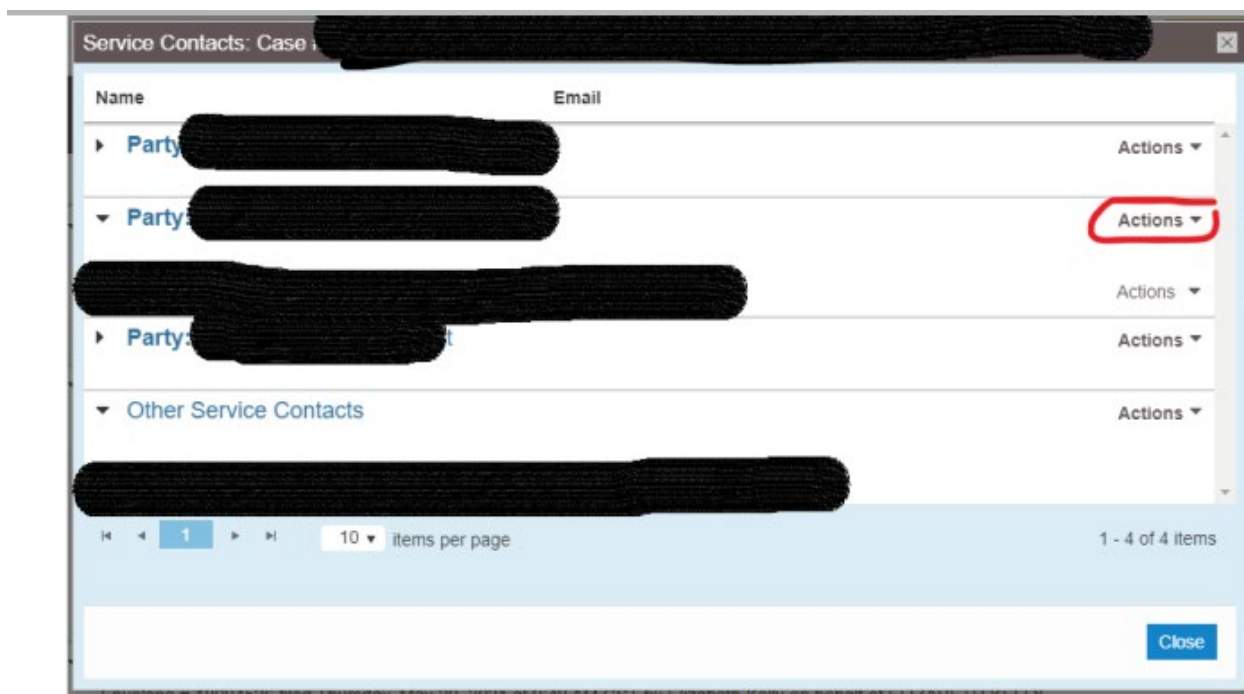 Service Contacts: Case
Name Email
Party Actions
Party: Actions
Actions
Party: t Actions
Other Service Contacts Actions
1 10 items per page 1 - 4 of 4 items
Close